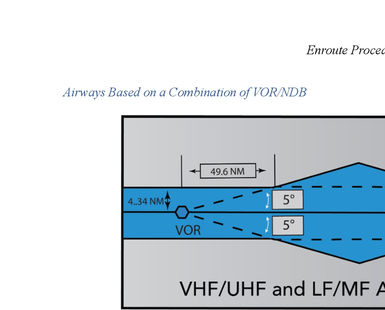 Enroute Proced
Airways Based on a Combination of VOR/NDB
49.6 NM
4..34 NM
5°
VOR
5°
VHF/UHF and LF/MF A